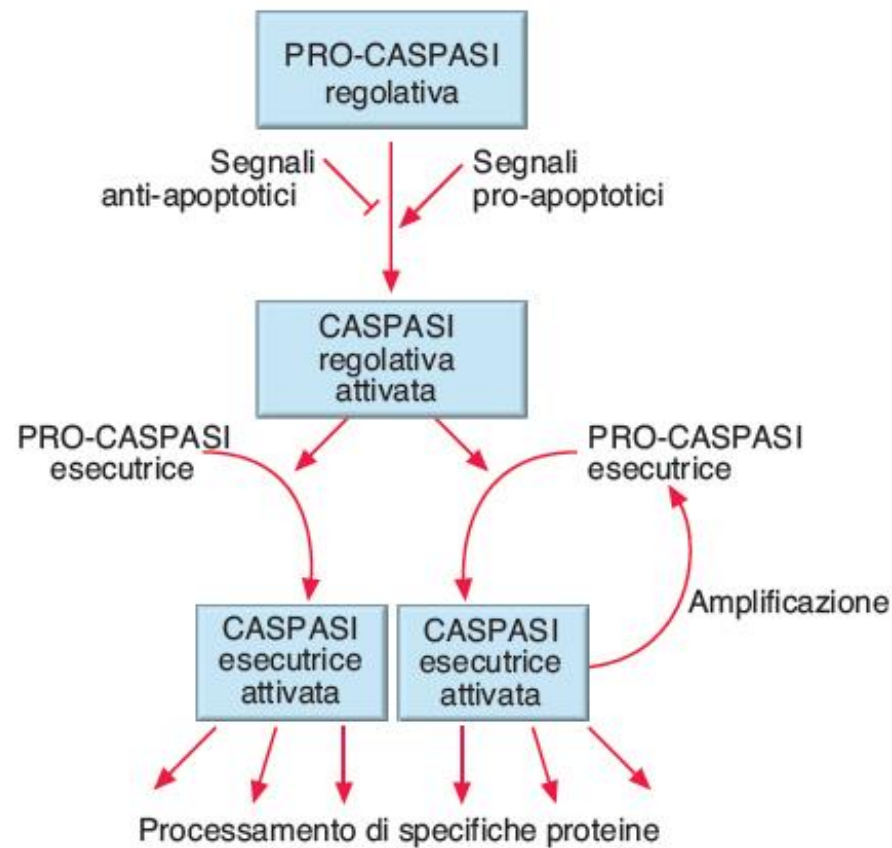 PRO-CASPASI
regolativa
Segnali
anti-apoptotici
Segnali
pro-apoptotici
CASPASI
regolativa
attivata
PRO-CASPASI
esecutrice
PRO-CASPASI
esecutrice
Amplificazione
CASPASI
esecutrice
attivata
CASPASI
esecutrice
attivata
Processamento di specifiche proteine